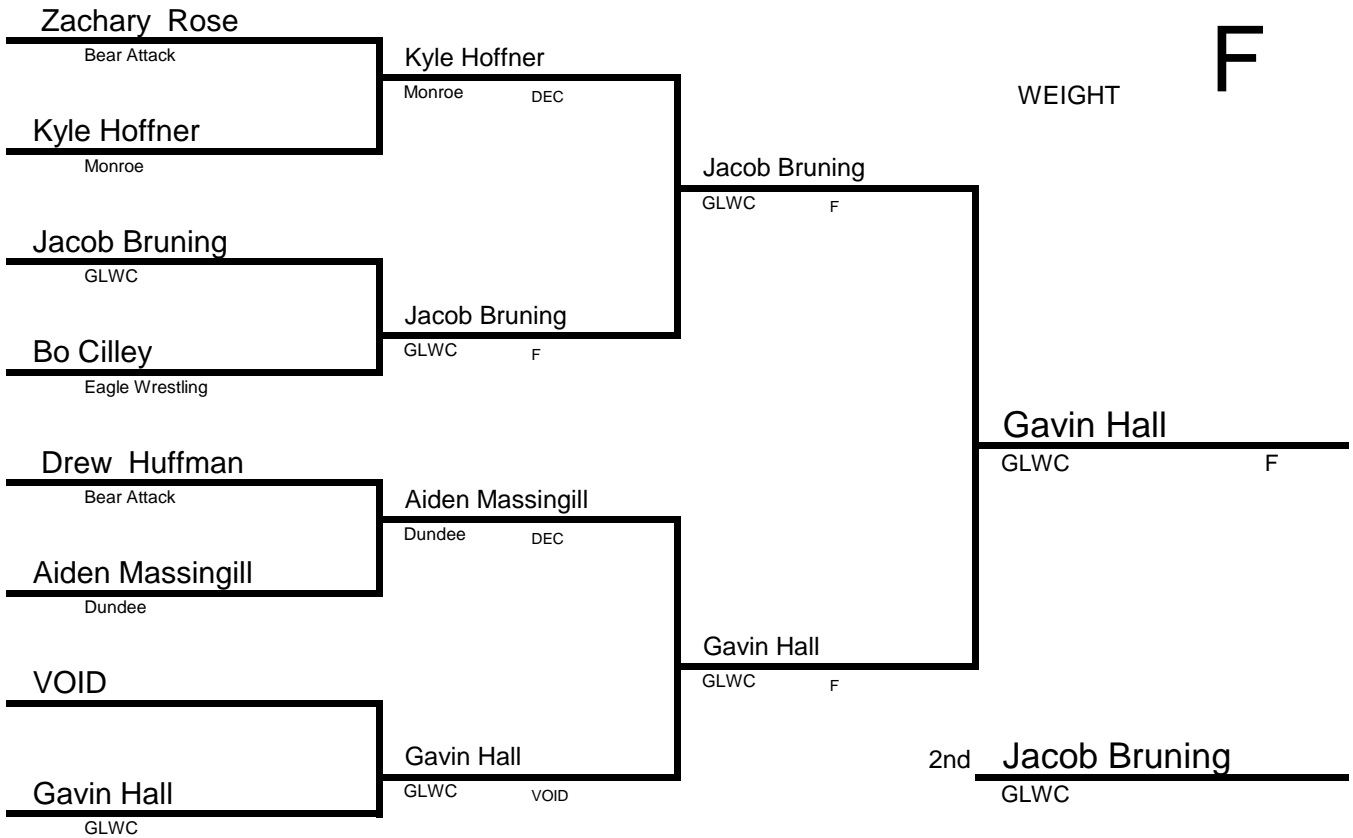 Zachary Rose
Bear Attack
Kyle Hoffner
Monroe DEC
F
WEIGHT
Kyle Hoffner
Monroe
Jacob Bruning
GLWC F
Jacob Bruning
GLWC
Jacob Bruning
GLWC F
Bo Cilley
Eagle Wrestling
Gavin Hall
GLWC F
Drew Huffman
Bear Attack
Aiden Massingill
Dundee DEC
Aiden Massingill
Dundee
Gavin Hall
GLWC F
VOID
Gavin Hall
GLWC VOID
2nd Jacob Bruning
GLWC
Gavin Hall
GLWC